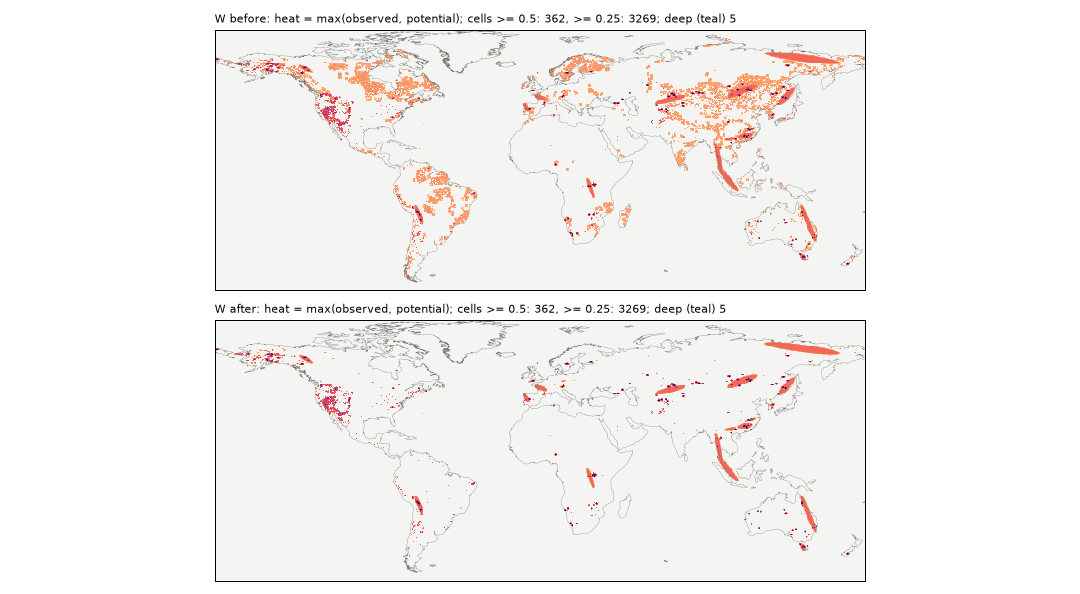 W before: heat = max(observed, potential); cells >= 0.5: 362, >= 0.25: 3269; deep (teal) 5
W after: heat = max(observed, potential); cells >= 0.5: 362, >= 0.25: 3269; deep (teal) 5